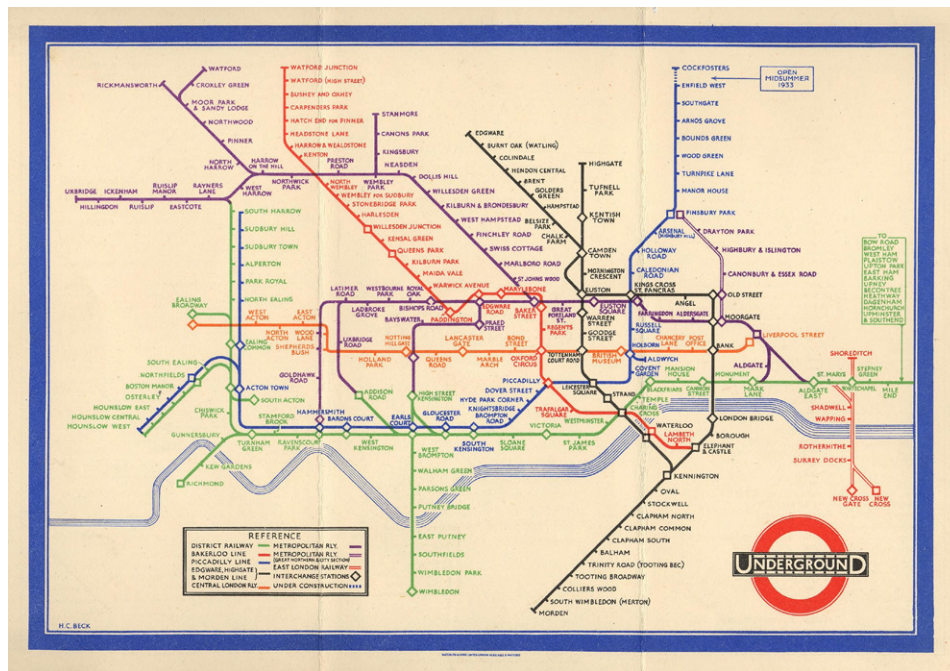 WATFORD
CROXLEY GREEN
RICKMANSWORTH
MOOR PARK
& SANDY LODGE
NORTHWOOD
PINNER
NORTH
HARROW
HARROW
ON THE HILL
NORTHWICK
PARK
PRESTON
ROAD
WEMBLEY
PARK
NEASDEN
KINGSBURY
CANONS PARK
STANMORE
DOLLIS HILL
WILLESDEN GREEN
KILBURN & BRONDESBURY
WEST HAMPSTEAD
FINCHLEY ROAD
SWISS COTTAGE
MARLBORO ROAD
ST JOHNS WOOD
UXBRIDGE
ICKENHAM
RUISLIP
MANOR
RAYNERS
LANE
WEST
HARROW
HILLINGDON
RUISLIP
EASTCOTE
WATFORD JUNCTION
WATFORD (HIGH STREET)
BUSHEY AND OXHEY
CARPENDERS PARK
HATCH END FOR PINNER
HEADSTONE LANE
HARROW & WEALDSTONE
KENTON
NORTH
WEMBLEY
WEMBLEY FOR SUDBURY
STONEBRIDGE PARK
HARLESDEN
WILLESDEN JUNCTION
KENSAL GREEN
QUEENS PARK
KILBURN PARK
MAIDA VALE
WARWICK AVENUE
PADDINGTON
EDGWARE
ROAD
MARYLEBONE
BAKER
STREET
SOUTH HARROW
SUDBURY HILL
SUDBURY TOWN
ALPERTON
PARK ROYAL
NORTH EALING
EALING
BROADWAY
EALING
COMMON
WEST
ACTON
EAST
ACTON
NORTH
ACTON
WOOD
LANE
SHEPHERDS
BUSH
HOLLAND
PARK
NOTTING
HILL GATE
QUEENS
ROAD
LANCASTER
GATE
MARBLE
ARCH
BOND
STREET
OXFORD
CIRCUS
TOTTENHAM
COURT ROAD
BRITISH
MUSEUM
HOLBORN
CHANCERY
LANE
POST
OFFICE
BANK
LIVERPOOL STREET
EDGWARE
BURNT OAK (WATLING)
COLINDALE
HENDON CENTRAL
BRENT
GOLDERS
GREEN
HAMPSTEAD
BELSIZE
PARK
CHALK
FARM
HIGHGATE
TUFNELL
PARK
KENTISH
TOWN
CAMDEN
TOWN
MORNINGTON
CRESCENT
EUSTON
WARREN
STREET
GOODGE
STREET
LEICESTER
SQUARE
STRAND
CHARING
CROSS
WATERLOO
KENNINGTON
COCKFOSTERS
ENFIELD WEST
SOUTHGATE
ARNOS GROVE
BOUNDS GREEN
WOOD GREEN
TURNPIKE LANE
MANOR HOUSE
FINSBURY PARK
OPEN
MIDSUMMER
1933
ARSENAL
(HIGHBURY HILL)
HOLLOWAY
ROAD
CALEDONIAN
ROAD
KINGS CROSS
ST. PANCRAS
DRAYTON PARK
HIGHBURY & ISLINGTON
CANONBURY & ESSEX ROAD
OLD STREET
MOORGATE
ANGEL
RUSSELL
SQUARE
ALDWYCH
COVENT
GARDEN
LATIMER
ROAD
LADBROKE
GROVE
WESTBOURNE
PARK
ROYAL
OAK
BISHOPS ROAD
BAYSWATER
PRAED
STREET
GREAT
PORTLAND ST.
REGENTS
PARK
EUSTON
SQUARE
FARRINGDON
ALDERSGATE
ALDGATE
UXBRIDGE
ROAD
GOLDHAWK
ROAD
ADDISON
ROAD
HIGH STREET
KENSINGTON
TO
BOW ROAD
BROMLEY
WEST HAM
PLAISTOW
UPTON PARK
EAST HAM
BARKING
UPNEY
BECONTREE
HEATHWAY
DAGENHAM
HORNCHURCH
UPMINSTER
& SOUTHEND
SOUTH EALING
NORTHFIELDS
BOSTON MANOR
OSTERLEY
HOUNSLOW EAST
HOUNSLOW CENTRAL
HOUNSLOW WEST
ACTON TOWN
SOUTH ACTON
CHISWICK
PARK
GUNNERSBURY
KEW GARDENS
RICHMOND
TURNHAM
GREEN
STAMFORD
BROOK
RAVENSCOURT
PARK
HAMMERSMITH
BARONS COURT
WEST
KENSINGTON
EARLS
COURT
GLOUCESTER
ROAD
SOUTH
KENSINGTON
KNIGHTSBRIDGE
BROMPTON
ROAD
HYDE PARK CORNER
DOVER STREET
PICCADILLY
TRAFALGAR
SQUARE
SLOANE
SQUARE
VICTORIA
ST. JAMES
PARK
WESTMINSTER
TEMPLE
BLACKFRIARS
MANSION
HOUSE
CANNON
STREET
MONUMENT
MARK
LANE
ALDGATE
EAST
ST. MARYS
WHITECHAPEL
STEPNEY
GREEN
MILE
END
SHOREDITCH
SHADWELL
WAPPING
ROTHERHITHE
SURREY DOCKS
NEW CROSS
GATE
NEW
CROSS
LONDON BRIDGE
BOROUGH
LAMBETH
NORTH
ELEPHANT
& CASTLE
OVAL
STOCKWELL
CLAPHAM NORTH
CLAPHAM COMMON
CLAPHAM SOUTH
BALHAM
TRINITY ROAD (TOOTING BEC)
TOOTING BROADWAY
COLLIERS WOOD
SOUTH WIMBLEDON (MERTON)
MORDEN
WEST
BROMPTON
WALHAM GREEN
PARSONS GREEN
PUTNEY BRIDGE
EAST PUTNEY
SOUTHFIELDS
WIMBLEDON PARK
WIMBLEDON
REFERENCE
DISTRICT RAILWAY
BAKERLOO LINE
PICCADILLY LINE
EDGWARE, HIGHGATE
& MORDEN LINE
CENTRAL LONDON RLY.
METROPOLITAN RLY.
METROPOLITAN RLY.
(GREAT NORTHERN & CITY SECTION)
EAST LONDON RAILWAY
INTERCHANGE STATIONS
UNDER CONSTRUCTION
UNDERGROUND
H.C. BECK